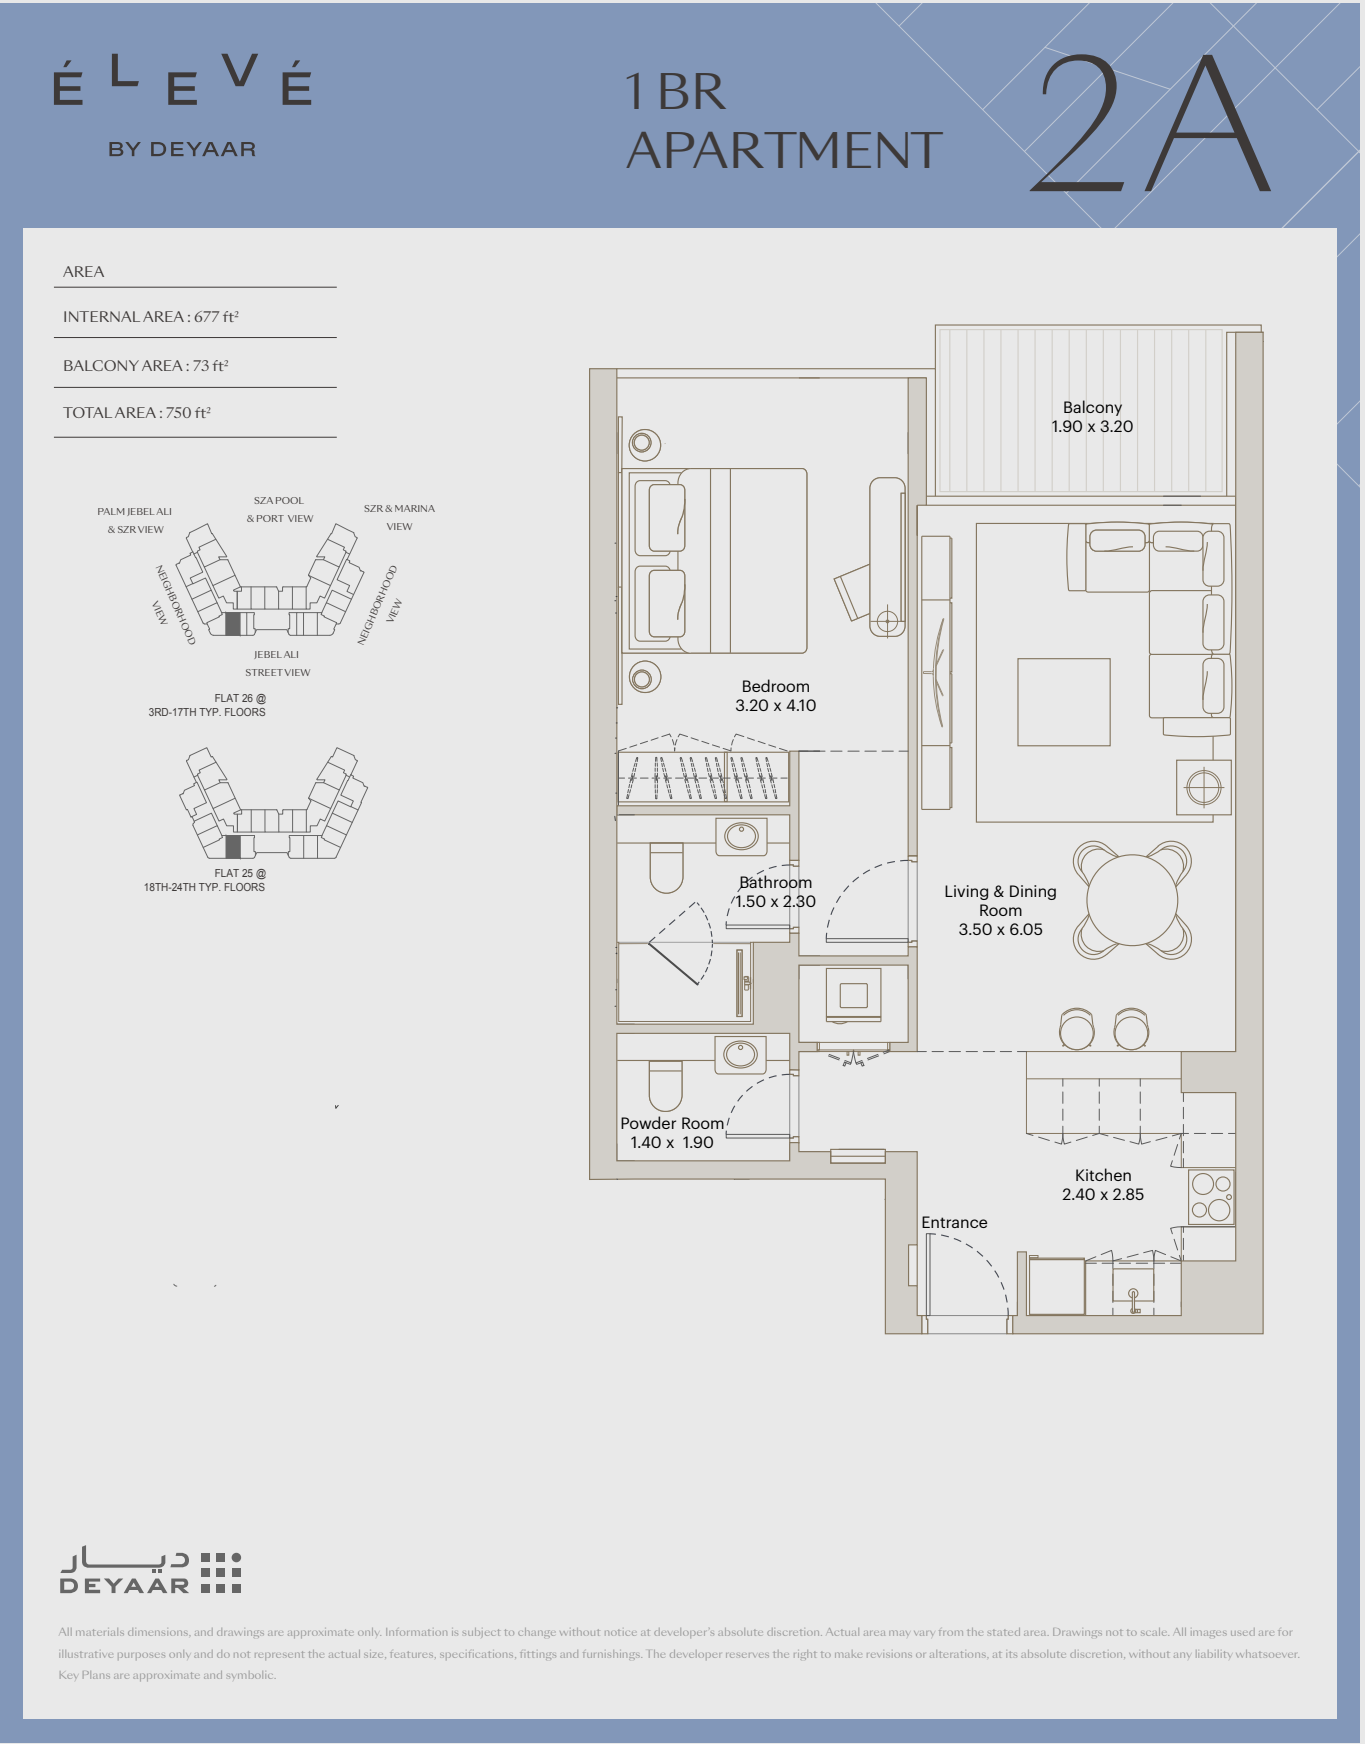 ÉLEVÉ
BY DEYAAR
1 BR
APARTMENT
2A
AREA
INTERNAL AREA : 677 ft²
BALCONY AREA : 73 ft²
TOTAL AREA : 750 ft²
PALM JEBEL ALI
& SZR VIEW
SZA POOL
& PORT VIEW
SZR & MARINA
VIEW
NEIGHBORHOOD
VIEW
NEIGHBORHOOD
VIEW
JEBEL ALI
STREET VIEW
FLAT 26 @
3RD-17TH TYP. FLOORS
FLAT 25 @
18TH-24TH TYP. FLOORS
Balcony
1.90 x 3.20
Bedroom
3.20 x 4.10
Bathroom
1.50 x 2.30
Living & Dining
Room
3.50 x 6.05
Powder Room
1.40 x 1.90
Kitchen
2.40 x 2.85
Entrance
ديار
DEYAAR
All materials dimensions, and drawings are approximate only. Information is subject to change without notice at developer's absolute discretion. Actual area may vary from the stated area. Drawings not to scale. All images used are for
illustrative purposes only and do not represent the actual size, features, specifications, fittings and furnishings. The developer reserves the right to make revisions or alterations, at its absolute discretion, without any liability whatsoever.
Key Plans are approximate and symbolic.